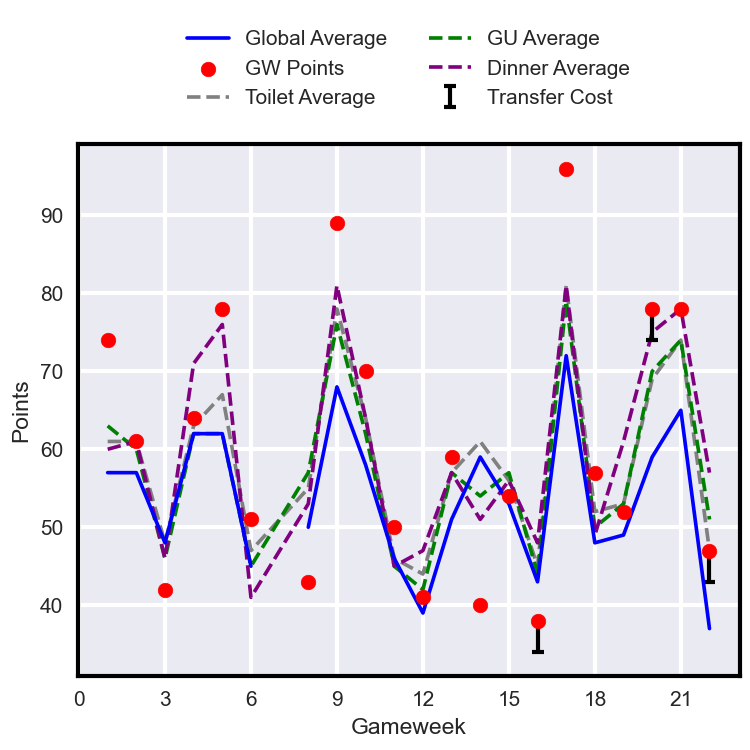 Global Average
GW Points
Toilet Average
GU Average
Dinner Average
Transfer Cost
Points
90
80
70
60
50
40
0 3 6 9 12 15 18 21
Gameweek